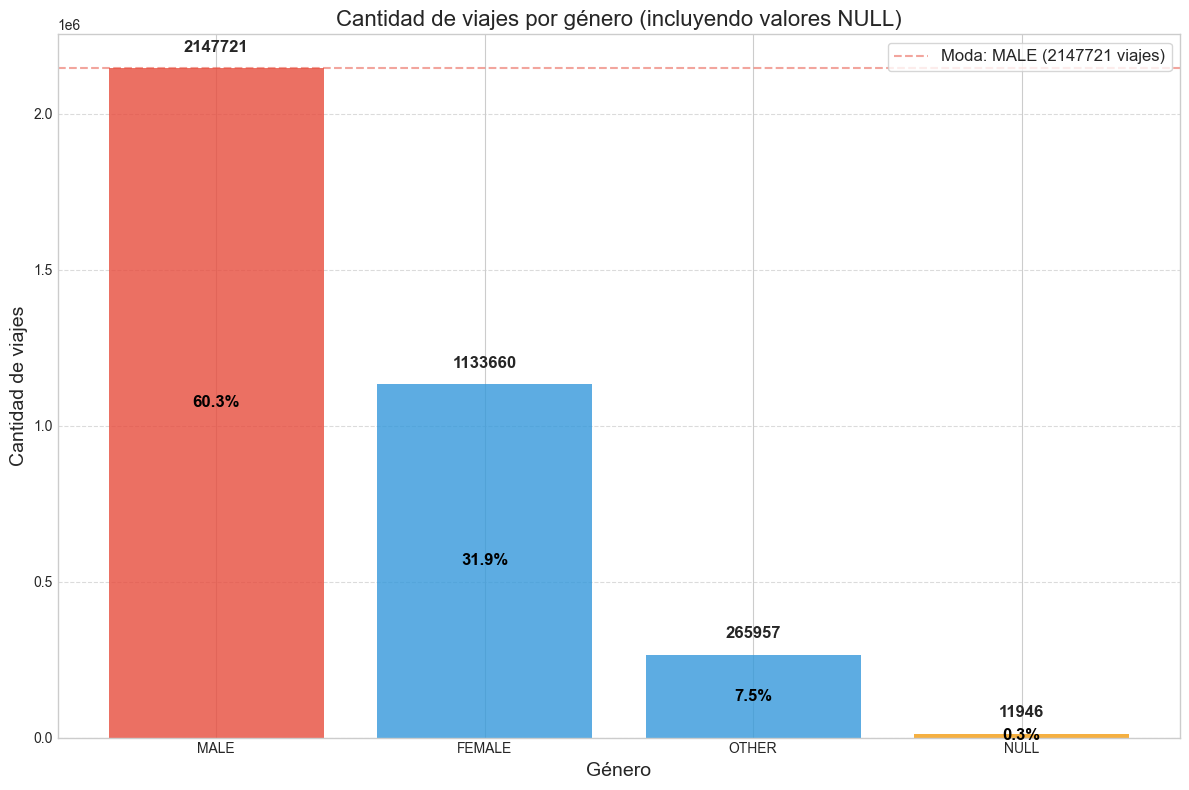 Cantidad de viajes por género (incluyendo valores NULL)
1e6
2147721
Moda: MALE (2147721 viajes)
2.0
1.5
1133660
1.0
60.3%
Cantidad de viajes
31.9%
0.5
265957
7.5%
11946
0.3%
0.0
MALE
FEMALE
OTHER
NULL
Género